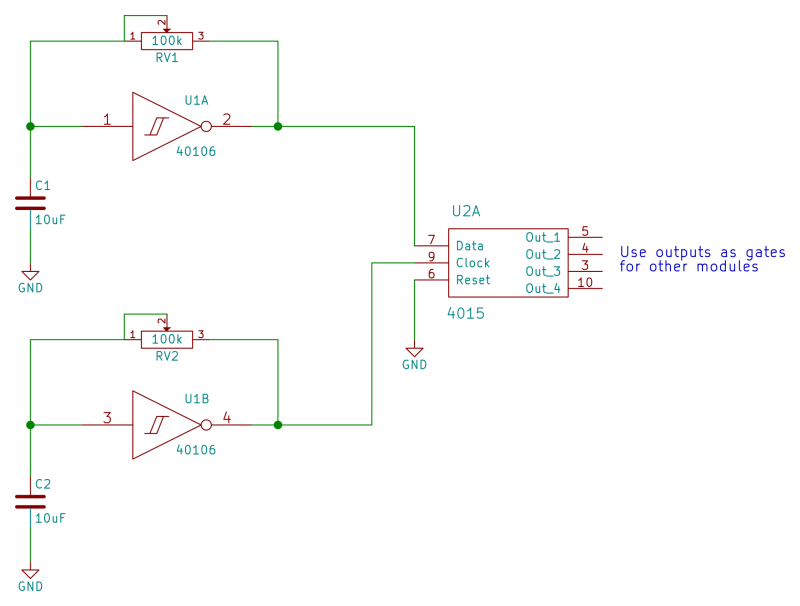 2
1
100k
3
RV1
U1A
1
2
40106
C1
10uF
GND
U2A
7
Data
Out_1
5
9
Clock
Out_2
4
6
Reset
Out_3
3
Out_4
10
4015
Use outputs as gates
for other modules
GND
2
1
100k
3
RV2
U1B
3
4
40106
C2
10uF
GND